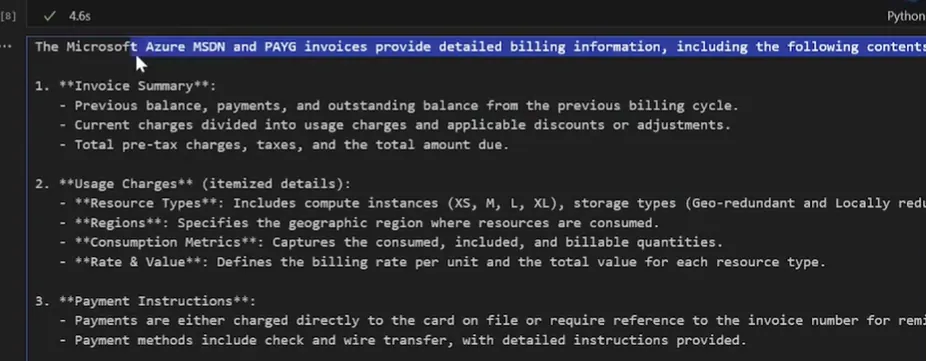 [8]
4.6s
Python
...
The Microsoft Azure MSDN and PAYG invoices provide detailed billing information, including the following contents
1. **Invoice Summary**:
- Previous balance, payments, and outstanding balance from the previous billing cycle.
- Current charges divided into usage charges and applicable discounts or adjustments.
- Total pre-tax charges, taxes, and the total amount due.
2. **Usage Charges** (itemized details):
- **Resource Types**: Includes compute instances (XS, M, L, XL), storage types (Geo-redundant and Locally redu
- **Regions**: Specifies the geographic region where resources are consumed.
- **Consumption Metrics**: Captures the consumed, included, and billable quantities.
- **Rate & Value**: Defines the billing rate per unit and the total value for each resource type.
3. **Payment Instructions**:
- Payments are either charged directly to the card on file or require reference to the invoice number for remi
- Payment methods include check and wire transfer, with detailed instructions provided.